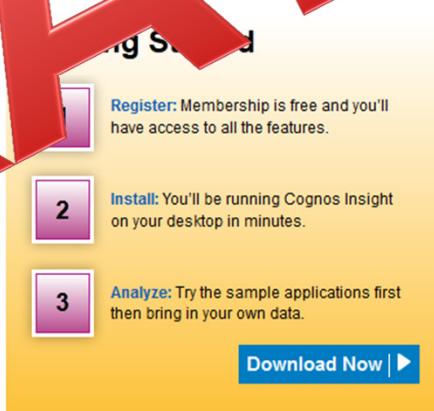 Register: Membership is free and you'll
have access to all the features.
2
Install: You'll be running Cognos Insight
on your desktop in minutes.
3
Analyze: Try the sample applications first
then bring in your own data.
Download Now